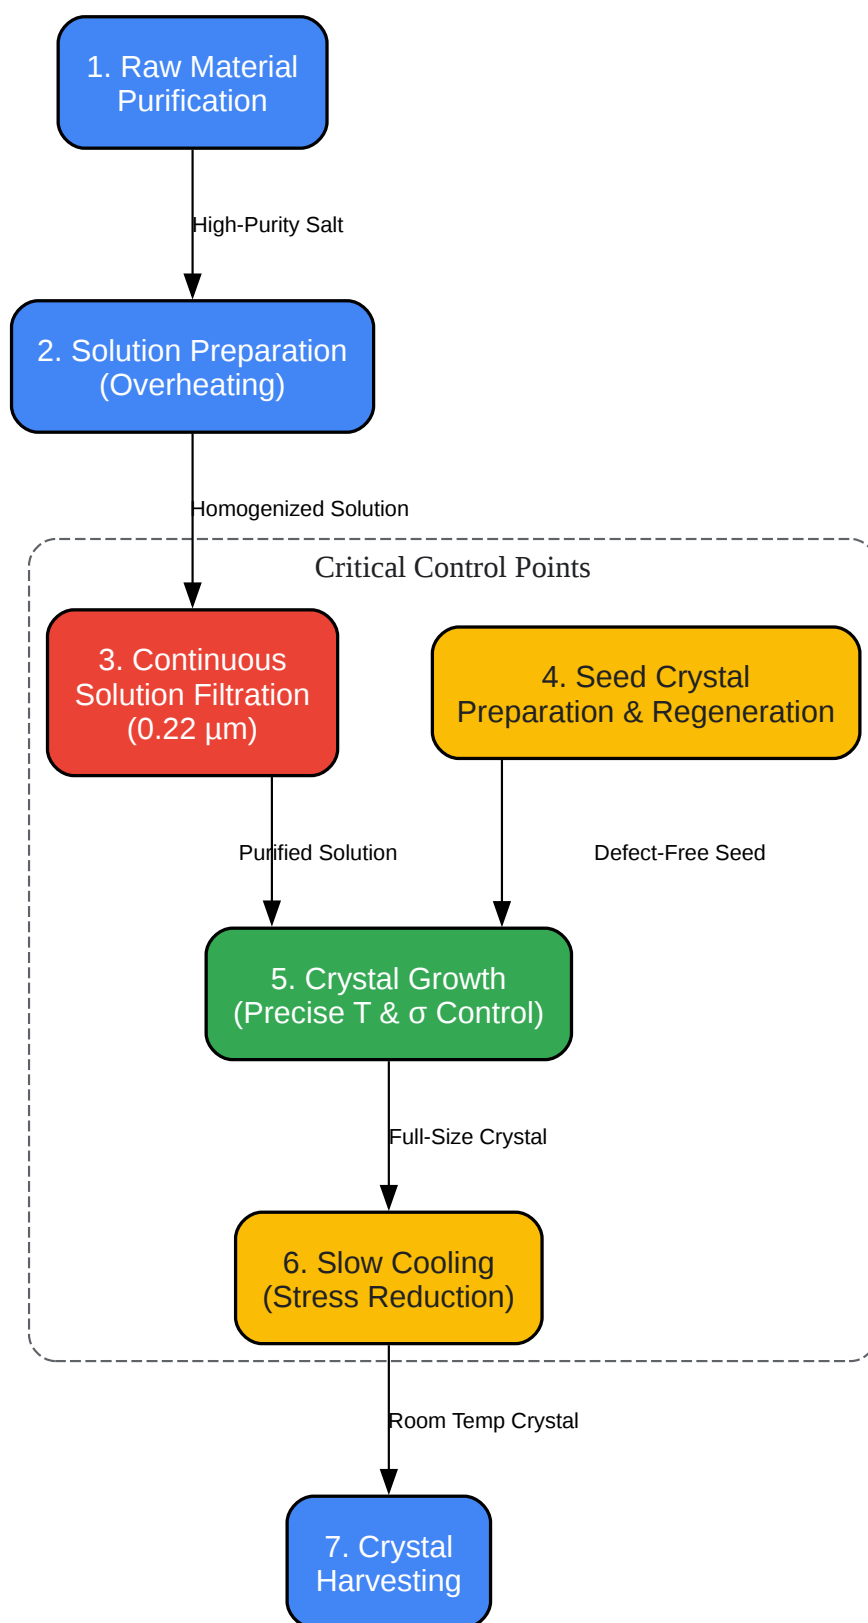 1. Raw Material
Purification
High-Purity Salt
2. Solution Preparation
(Overheating)
Homogenized Solution
Critical Control Points
3. Continuous
Solution Filtration
(0.22 µm)
4. Seed Crystal
Preparation & Regeneration
Purified Solution
Defect-Free Seed
5. Crystal Growth
(Precise T & σ Control)
Full-Size Crystal
6. Slow Cooling
(Stress Reduction)
Room Temp Crystal
7. Crystal
Harvesting